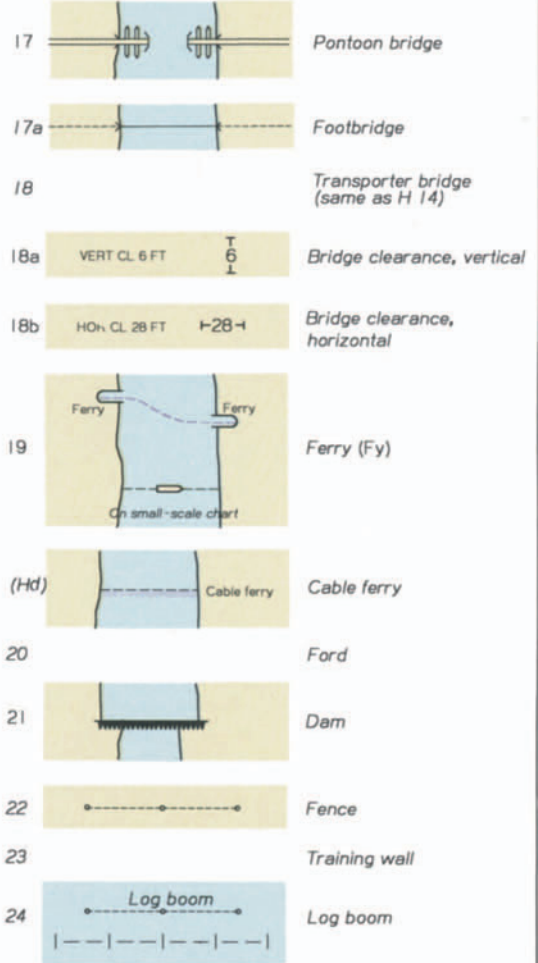 17 Pontoon bridge
17a Footbridge
18 Transporter bridge
(same as H 14)
18a VERT CL 6 FT 6 Bridge clearance, vertical
18b HOR CL 28 FT 28 Bridge clearance,
horizontal
Ferry Ferry
19 Ferry (Fy)
On small-scale chart
(Hd) Cable ferry Cable ferry
20 Ford
21 Dam
22 Fence
23 Training wall
Log boom
24 Log boom